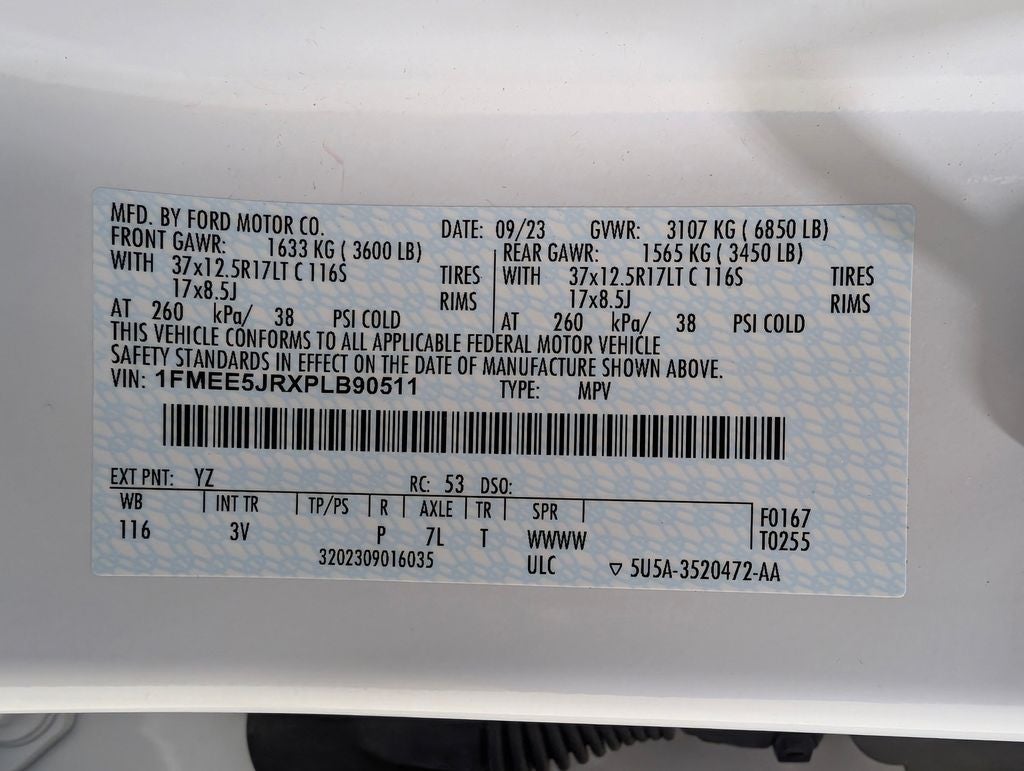 MFD. BY FORD MOTOR CO. DATE: 09/23 GVWR: 3107 KG ( 6850 LB)
FRONT GAWR: 1633 KG ( 3600 LB) REAR GAWR: 1565 KG ( 3450 LB)
WITH 37x12.5R17LT C 116S TIRES WITH 37x12.5R17LT C 116S TIRES
17x8.5J RIMS 17x8.5J RIMS
AT 260 kPa/ 38 PSI COLD AT 260 kPa/ 38 PSI COLD
THIS VEHICLE CONFORMS TO ALL APPLICABLE FEDERAL MOTOR VEHICLE
SAFETY STANDARDS IN EFFECT ON THE DATE OF MANUFACTURE SHOWN ABOVE.
VIN: 1FMEE5JRXPLB90511 TYPE: MPV
EXT PNT: YZ RC: 53 DSO:
WB INT TR TP/PS R AXLE TR SPR F0167
116 3V P 7L T WWWW T0255
3202309016035 ULC ▽ 5U5A-3520472-AA